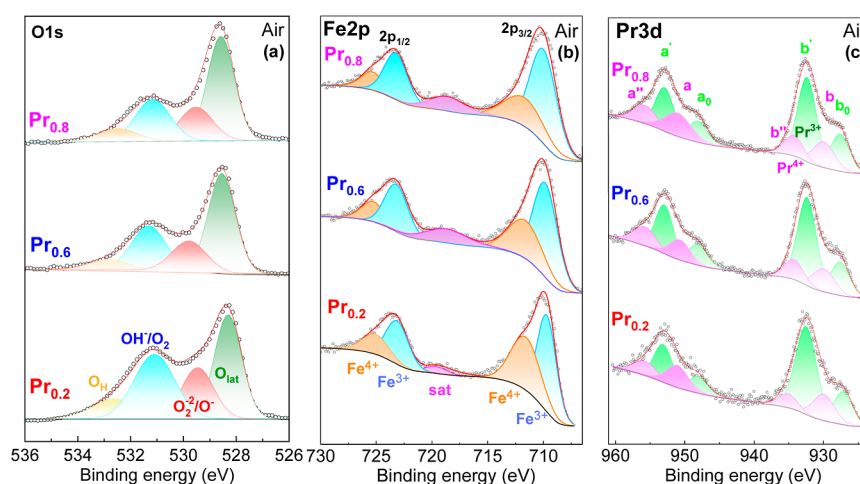 O1s
Air
(a)
Pr0.8
Pr0.6
OH-/O2
OH
Olat
Pr0.2
O2-2/O-
536 534 532 530 528 526
Binding energy (eV)
Fe2p
2p1/2
2p3/2
Air
(b)
Pr0.8
Pr0.6
Pr0.2
Fe4+
Fe3+
sat
Fe4+
Fe3+
730 725 720 715 710
Binding energy (eV)
Pr3d
Air
(c)
a'
b'
Pr0.8
a''
a
a0
b
b0
b''
Pr3+
Pr4+
Pr0.6
Pr0.2
960 950 940 930
Binding energy (eV)